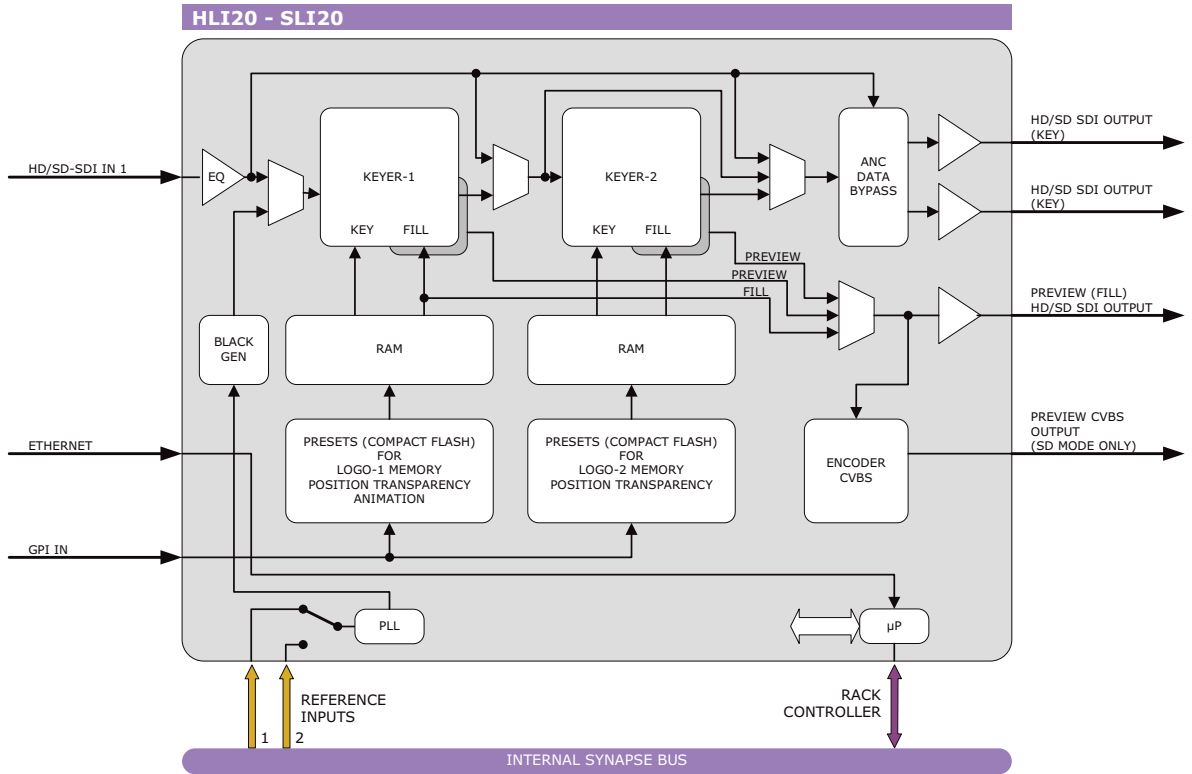 HLI20 - SLI20
HD/SD-SDI IN 1
EQ
KEYER-1
KEY FILL
KEYER-2
KEY FILL
ANC
DATA
BYPASS
HD/SD SDI OUTPUT
(KEY)
HD/SD SDI OUTPUT
(KEY)
PREVIEW
PREVIEW
FILL
PREVIEW (FILL)
HD/SD SDI OUTPUT
BLACK
GEN
RAM
RAM
ETHERNET
PRESETS (COMPACT FLASH)
FOR
LOGO-1 MEMORY
POSITION TRANSPARENCY
ANIMATION
PRESETS (COMPACT FLASH)
FOR
LOGO-2 MEMORY
POSITION TRANSPARENCY
ENCODER
CVBS
PREVIEW CVBS
OUTPUT
(SD MODE ONLY)
GPI IN
PLL
µP
REFERENCE
INPUTS
1 2
RACK
CONTROLLER
INTERNAL SYNAPSE BUS